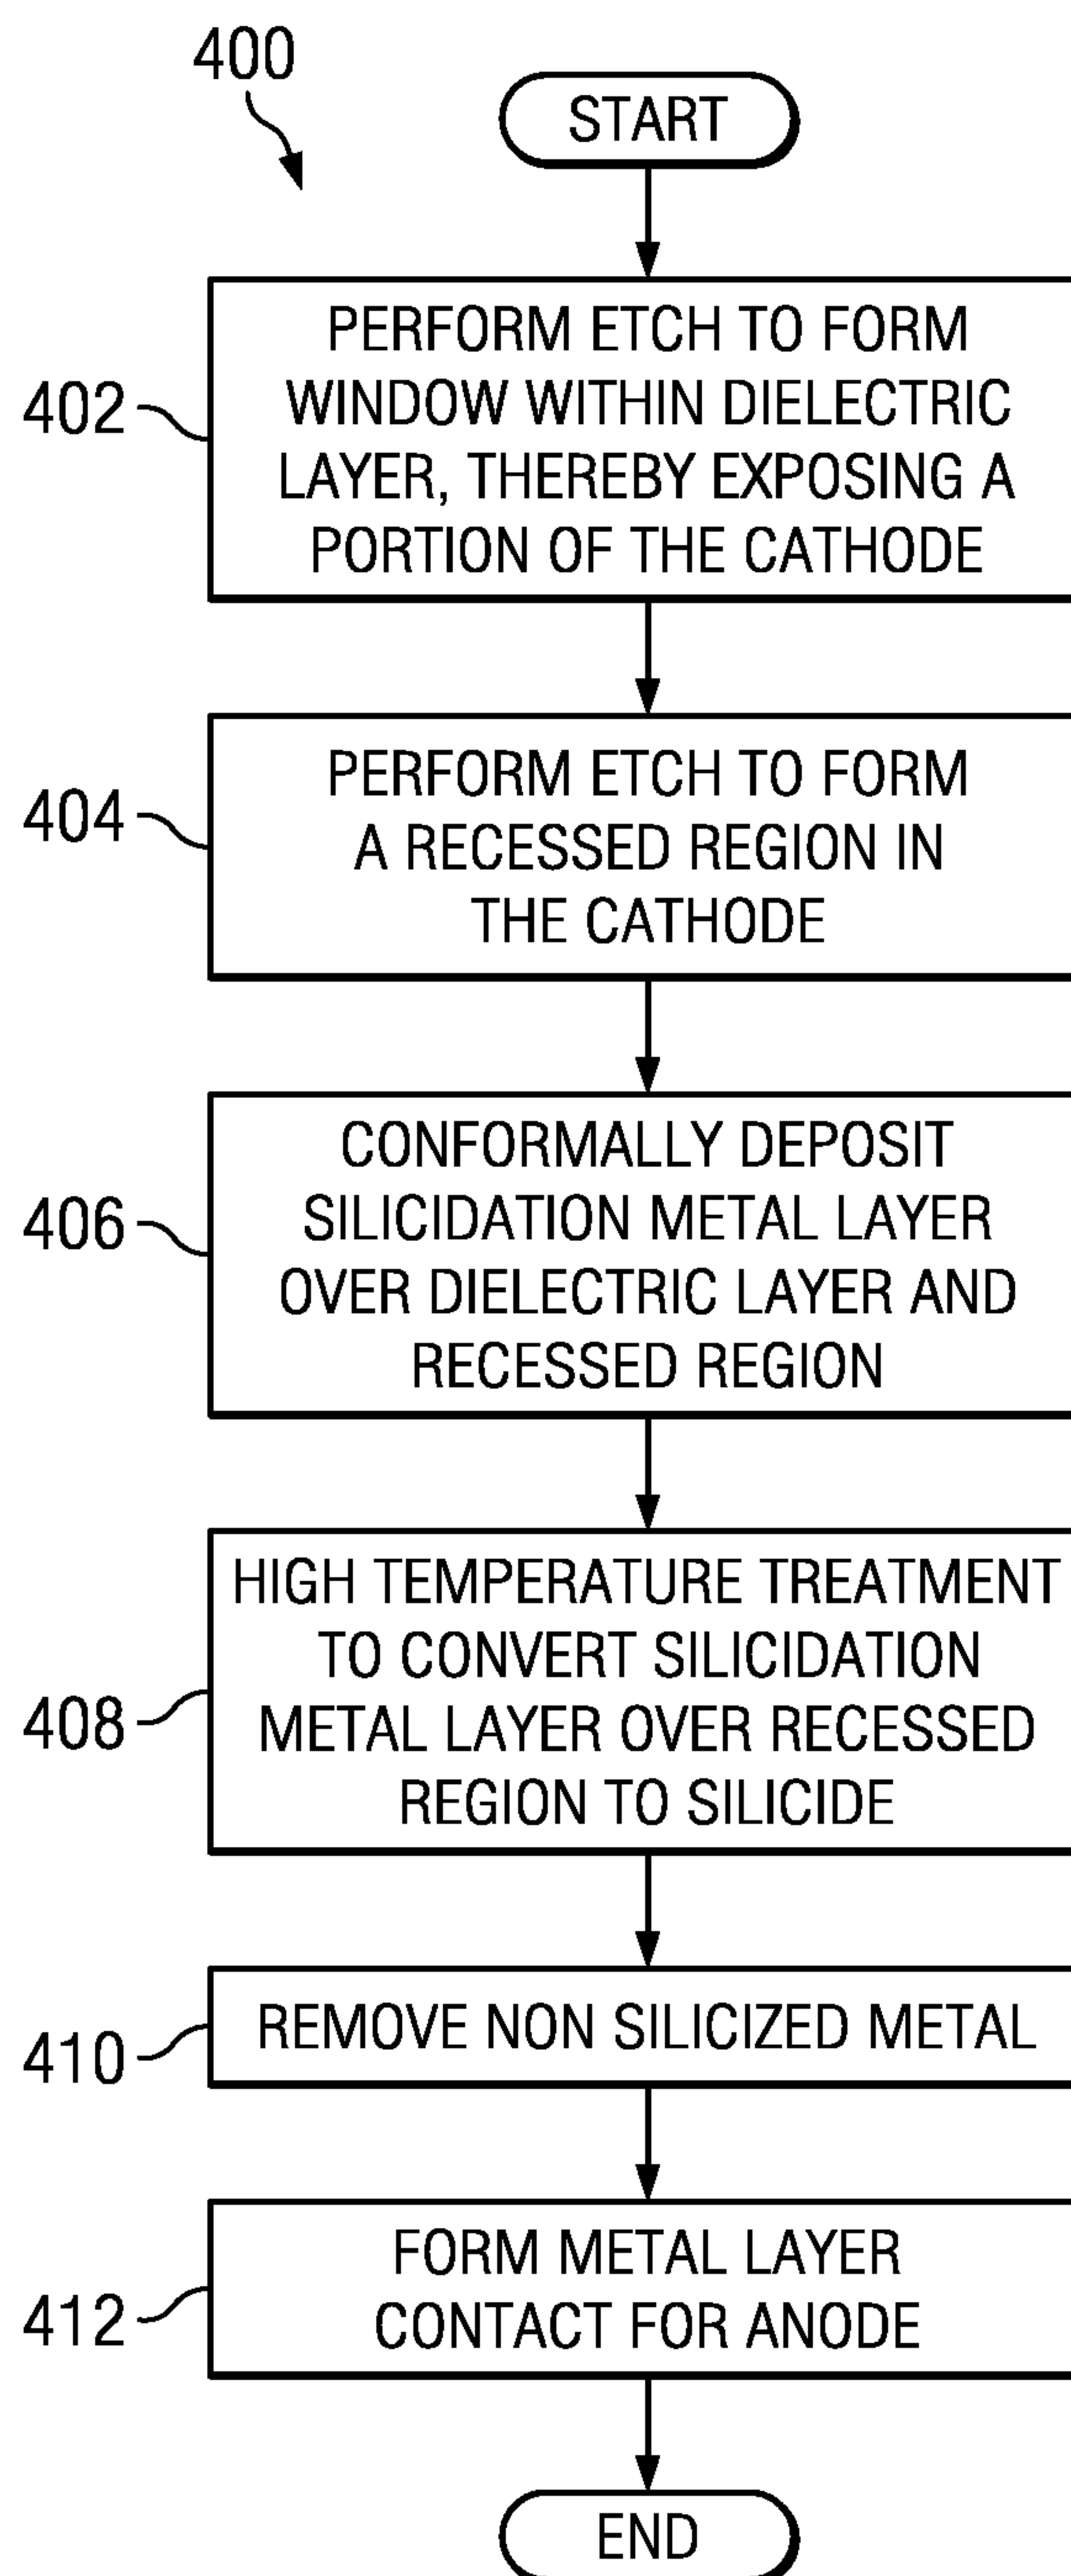 400
START
402
PERFORM ETCH TO FORM
WINDOW WITHIN DIELECTRIC
LAYER, THEREBY EXPOSING A
PORTION OF THE CATHODE
404
PERFORM ETCH TO FORM
A RECESSED REGION IN
THE CATHODE
406
CONFORMALLY DEPOSIT
SILICIDATION METAL LAYER
OVER DIELECTRIC LAYER AND
RECESSED REGION
408
HIGH TEMPERATURE TREATMENT
TO CONVERT SILICIDATION
METAL LAYER OVER RECESSED
REGION TO SILICIDE
410
REMOVE NON SILICIZED METAL
412
FORM METAL LAYER
CONTACT FOR ANODE
END